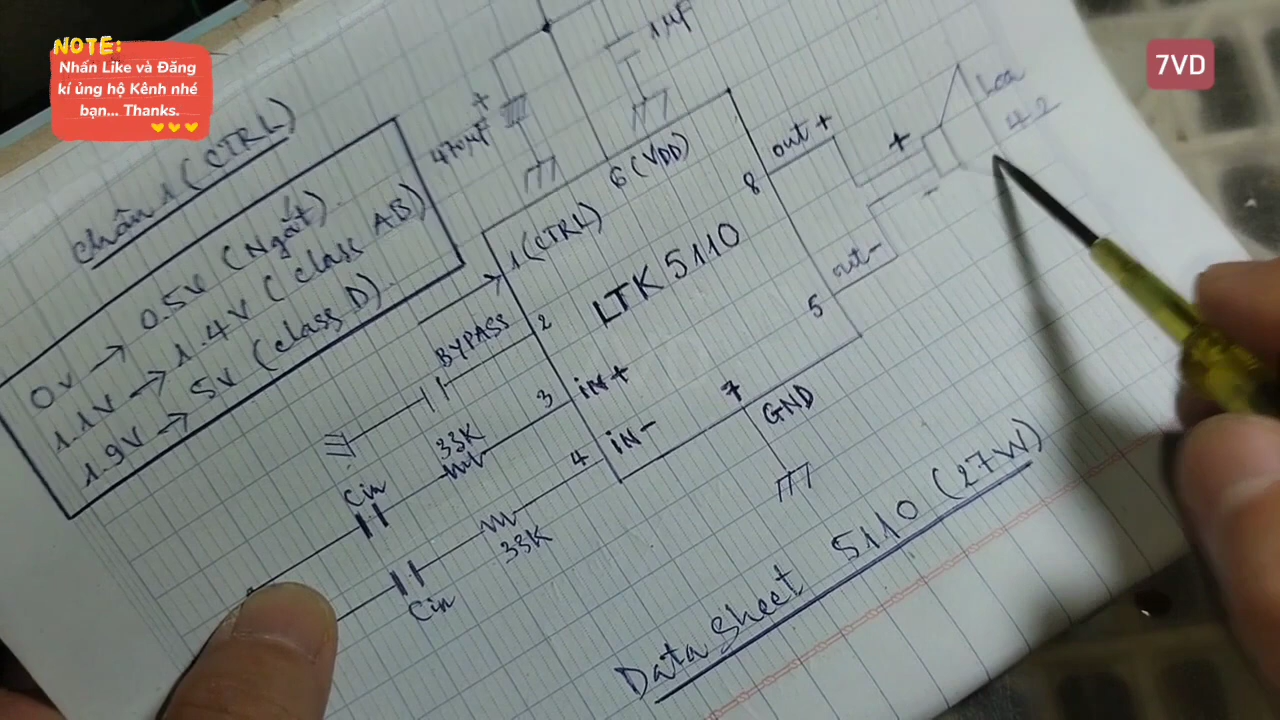 NOTE:
Nhấn Like và Đăng
kí ủng hộ Kênh nhé
bạn... Thanks.
7VD
chân 1 (CTRL)
0V → 0.5V (Ngắt)
1.1V → 1.4V (class AB)
1.9V → 5V (class D)
470µF
+
1µF
6 (VDD)
1 (CTRL)
8
out +
+
Loa
4Ω
-
out-
5
LTK 5110
2
BYPASS
3
iN+
33K
Cin
4
iN-
33K
Cin
7
GND
Data sheet 5110 (27W)